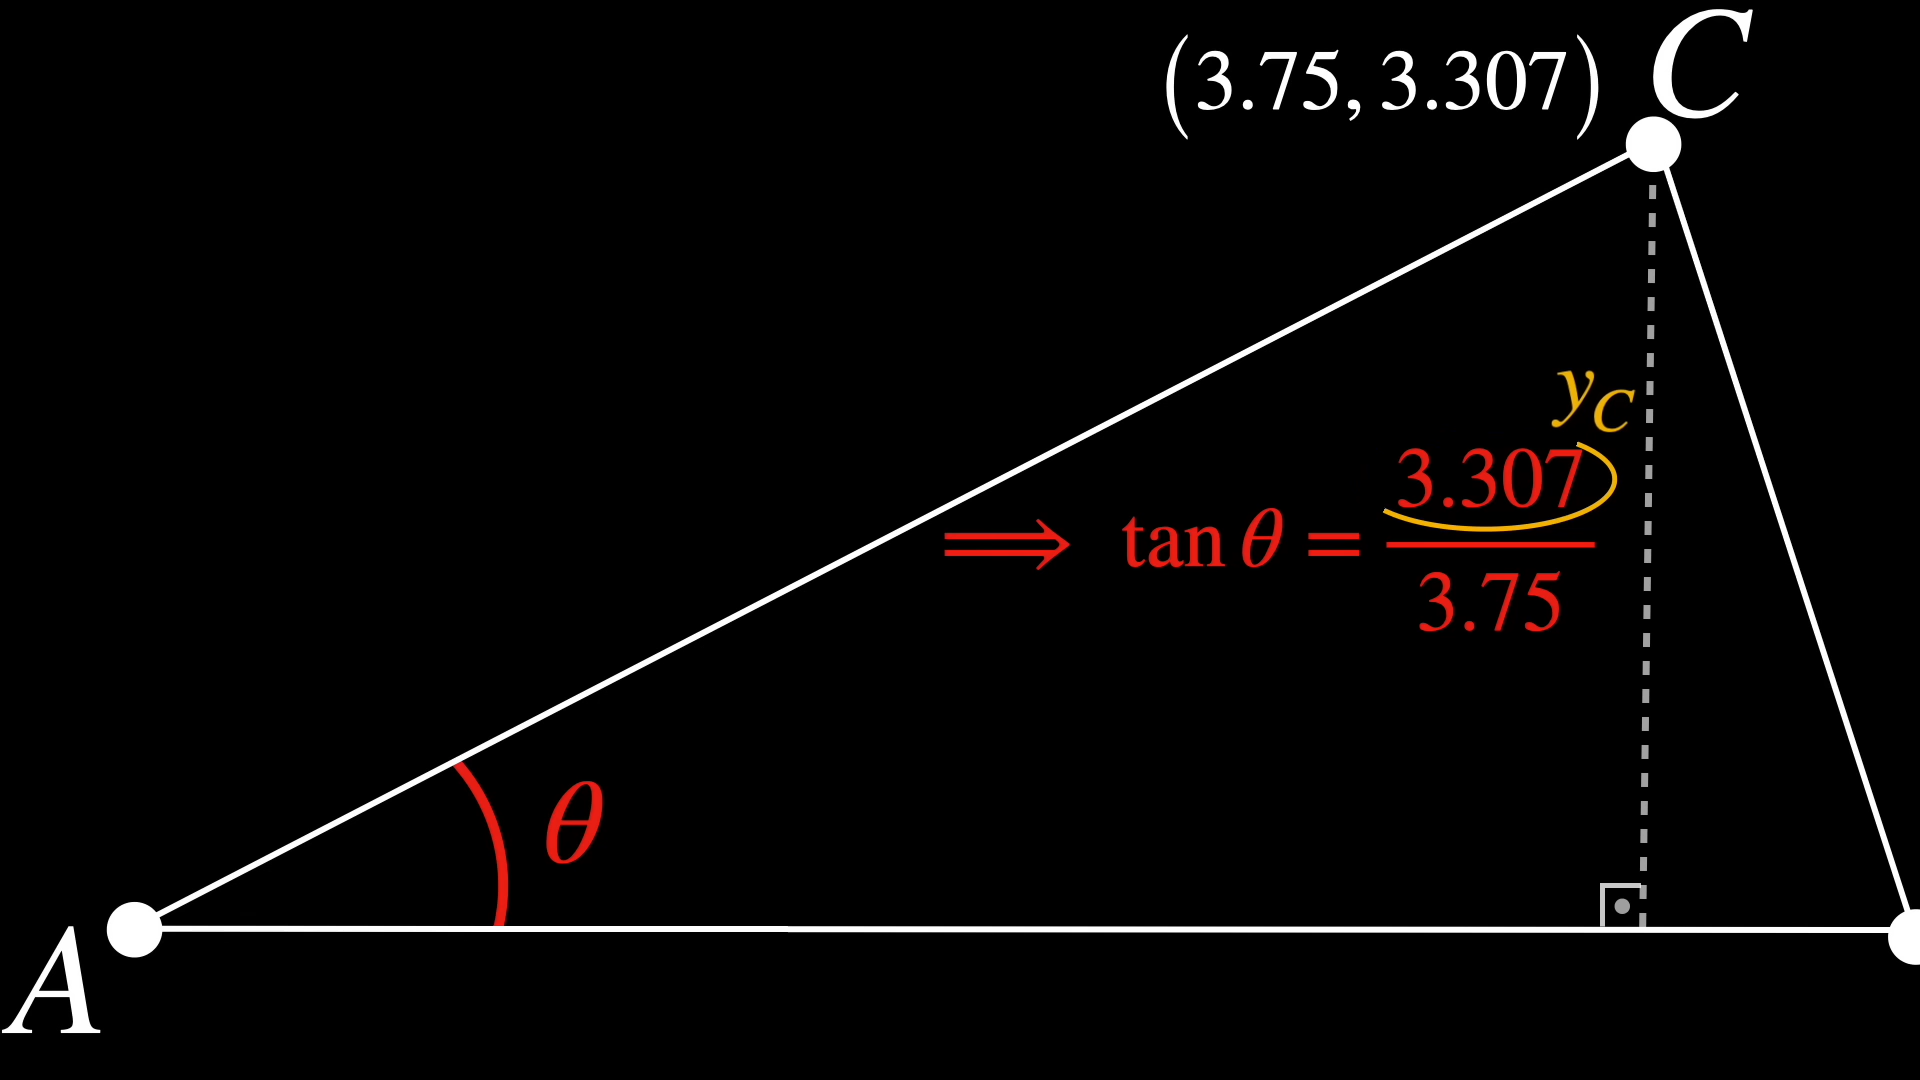 (3.75, 3.307) C
y_C
⟹ tan θ = 3.307/3.75
θ
A